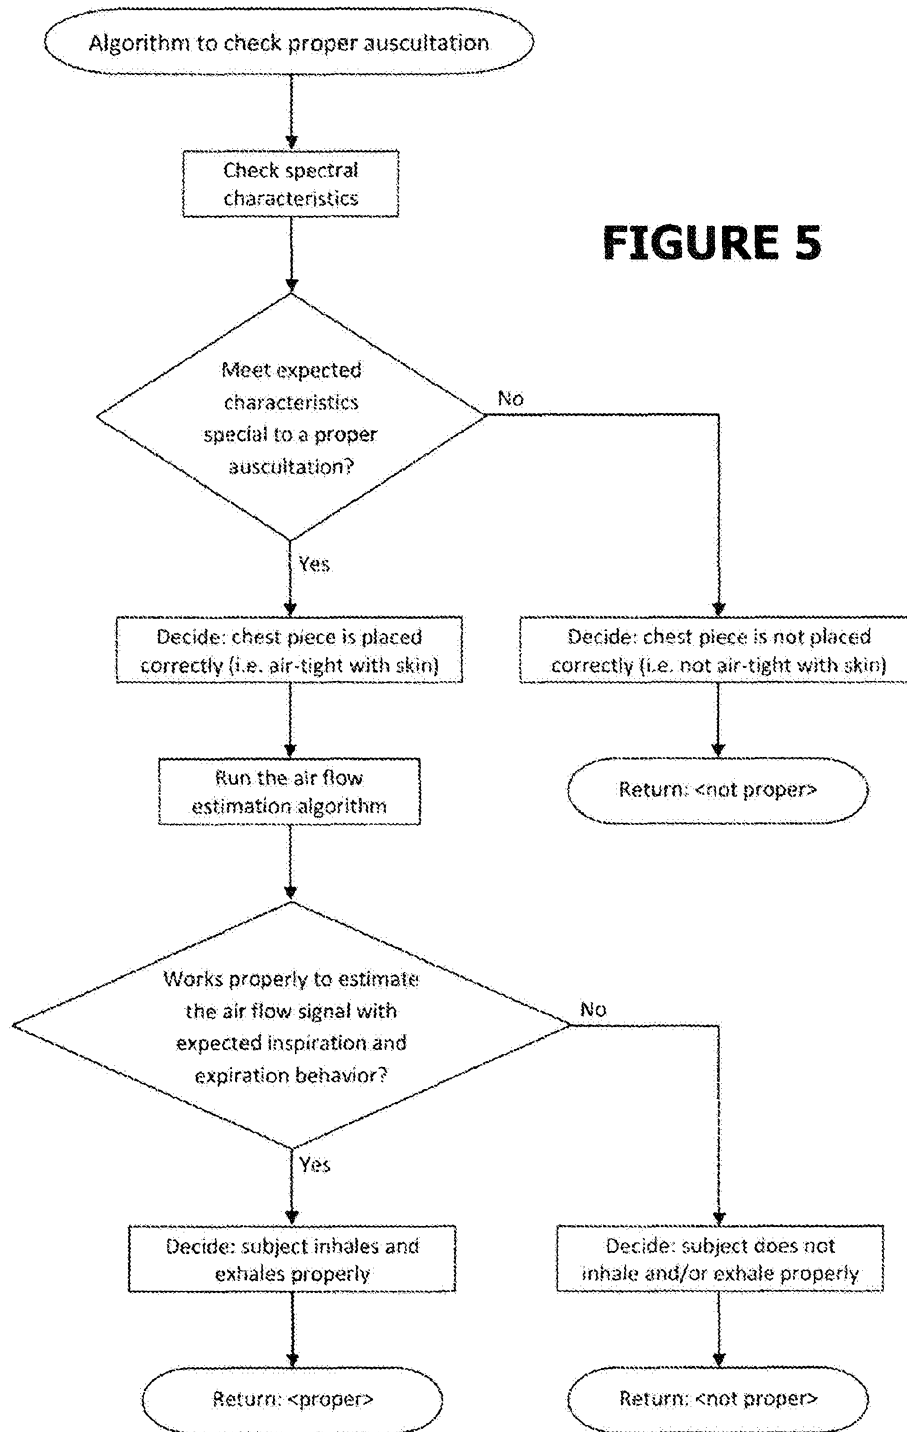 Algorithm to check proper auscultation
Check spectral
characteristics
FIGURE 5
Meet expected
characteristics
special to a proper
auscultation?
No
Yes
Decide: chest piece is placed
correctly (i.e. air-tight with skin)
Decide: chest piece is not placed
correctly (i.e. not air-tight with skin)
Run the air flow
estimation algorithm
Return: <not proper>
Works properly to estimate
the air flow signal with
expected inspiration and
expiration behavior?
No
Yes
Decide: subject inhales and
exhales properly
Decide: subject does not
inhale and/or exhale properly
Return: <proper>
Return: <not proper>